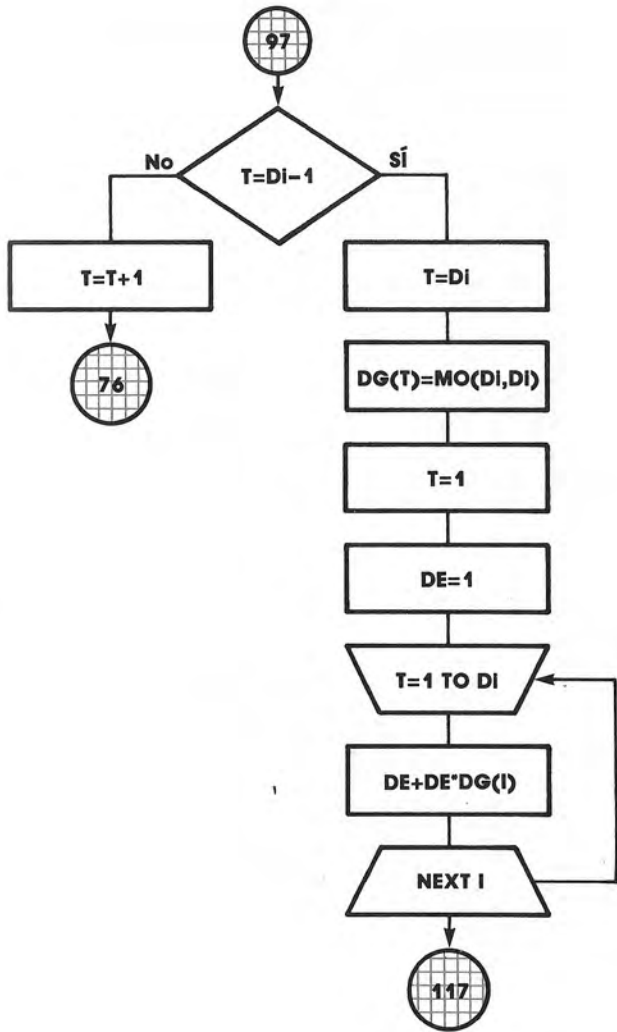 97
T=Di-1
No
SÍ
T=T+1
76
T=Di
DG(T)=MO(Di,Di)
T=1
DE=1
T=1 TO Di
DE+DE*DG(I)
NEXT i
117